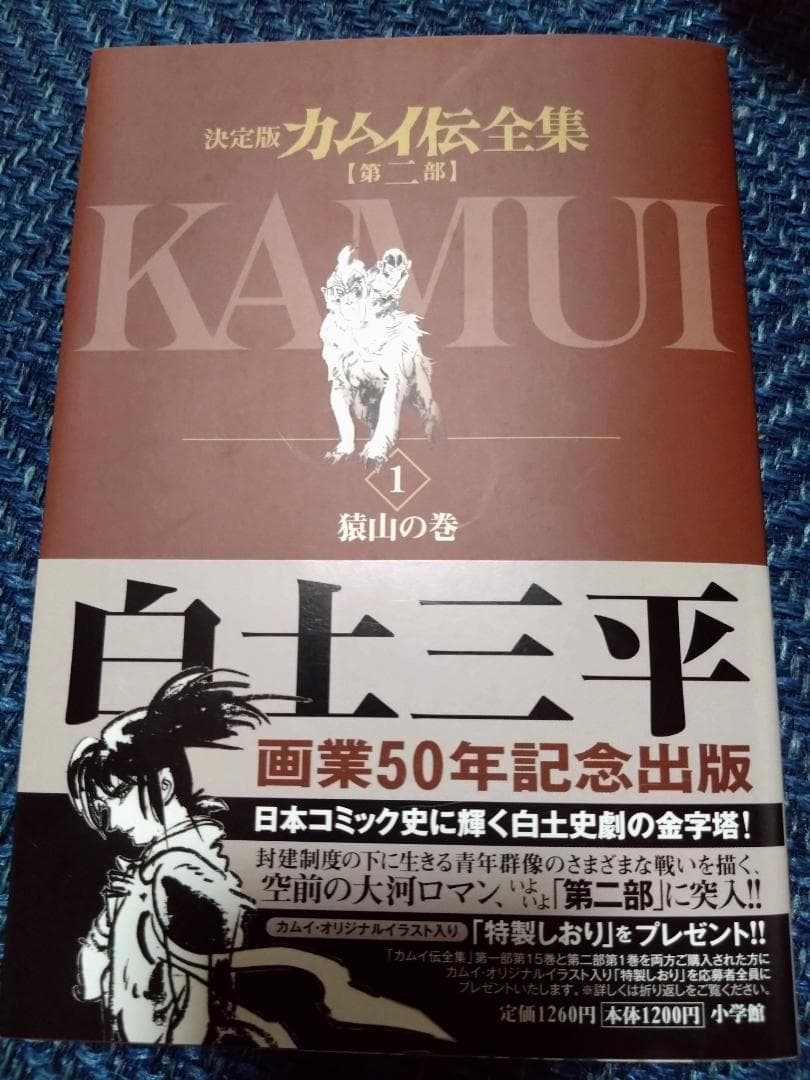 決定版 カムイ伝全集
【第二部】
KAMUI
1
猿山の巻
白土三平
画業50年記念出版
日本コミック史に輝く白土史劇の金字塔!
封建制度の下に生きる青年群像のさまざまな戦いを描く、
空前の大河ロマン、いよいよ「第二部」に突入!!
カムイ・オリジナルイラスト入り 「特製しおり」をプレゼント!!
「カムイ伝全集」第一部第15巻と第二部第1巻を両方ご購入された方に
カムイ・オリジナルイラスト入り「特製しおり」を応募者全員に
プレゼントいたします。※詳しくは折り返しをご覧ください。
定価1260円 本体1200円 小学館